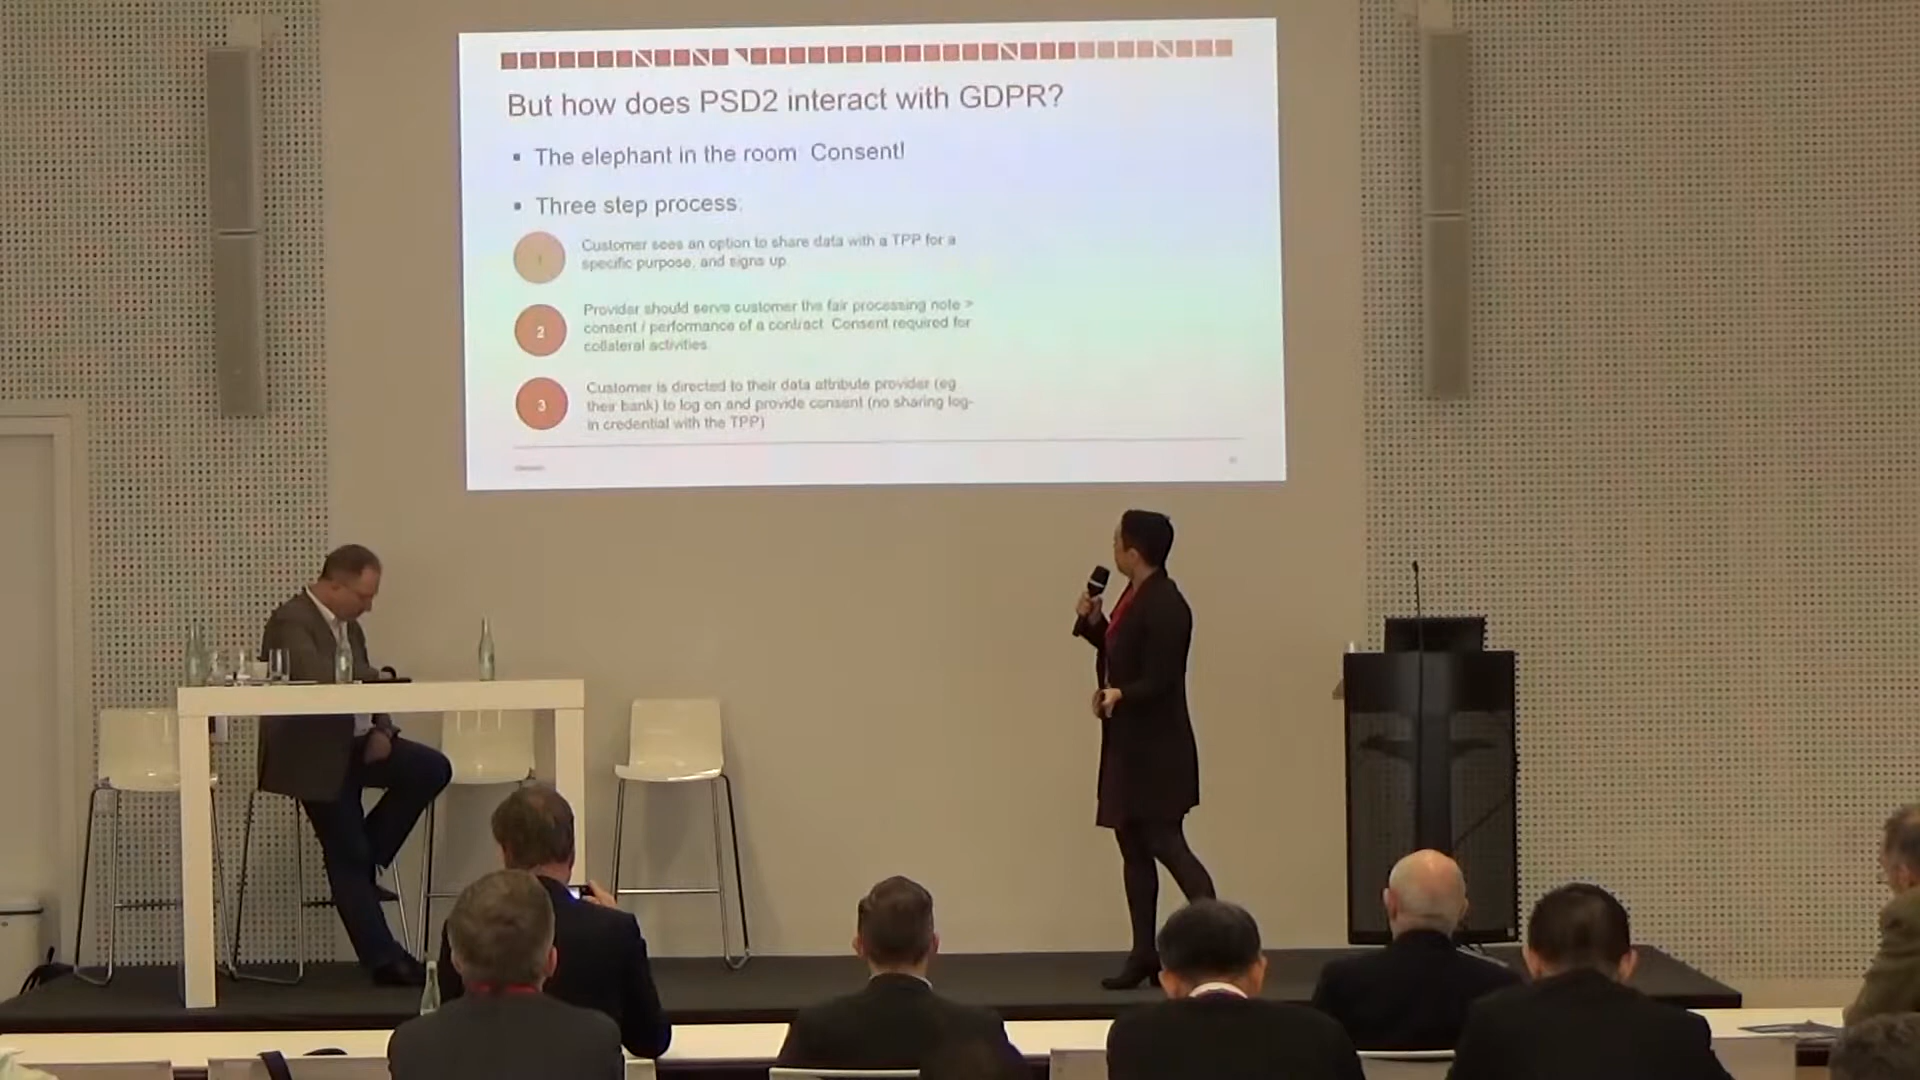 But how does PSD2 interact with GDPR?
The elephant in the room Consent!
Three step process:
1
Customer sees an option to share data with a TPP for a
specific purpose, and signs up
2
Provider should serve customer the fair processing note >
consent / performance of a contract. Consent required for
collateral activities
3
Customer is directed to their data attribute provider (eg
their bank) to log on and provide consent (no sharing log-
in credential with the TPP)